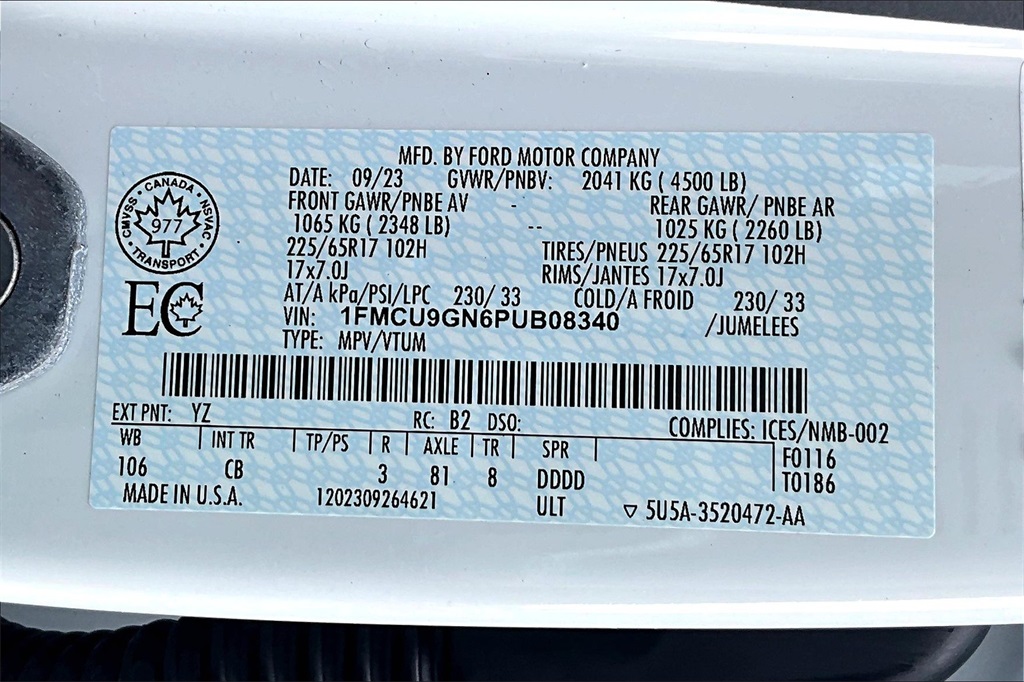 MFD. BY FORD MOTOR COMPANY
DATE: 09/23 GVWR/PNBV: 2041 KG ( 4500 LB)
FRONT GAWR/PNBE AV - REAR GAWR/ PNBE AR
1065 KG ( 2348 LB) -- 1025 KG ( 2260 LB)
225/65R17 102H TIRES/PNEUS 225/65R17 102H
17x7.0J RIMS/JANTES 17x7.0J
AT/A kPa/PSI/LPC 230/ 33 COLD/A FROID 230/ 33
VIN: 1FMCU9GN6PUB08340 /JUMELEES
TYPE: MPV/VTUM
CANADA
CMVSS NSVAC
977
TRANSPORT
EC
EXT PNT: YZ RC: B2 DSO: COMPLIES: ICES/NMB-002
WB INT TR TP/PS R AXLE TR SPR F0116
106 CB 3 81 8 DDDD T0186
MADE IN U.S.A. 1202309264621 ULT ▽ 5U5A-3520472-AA